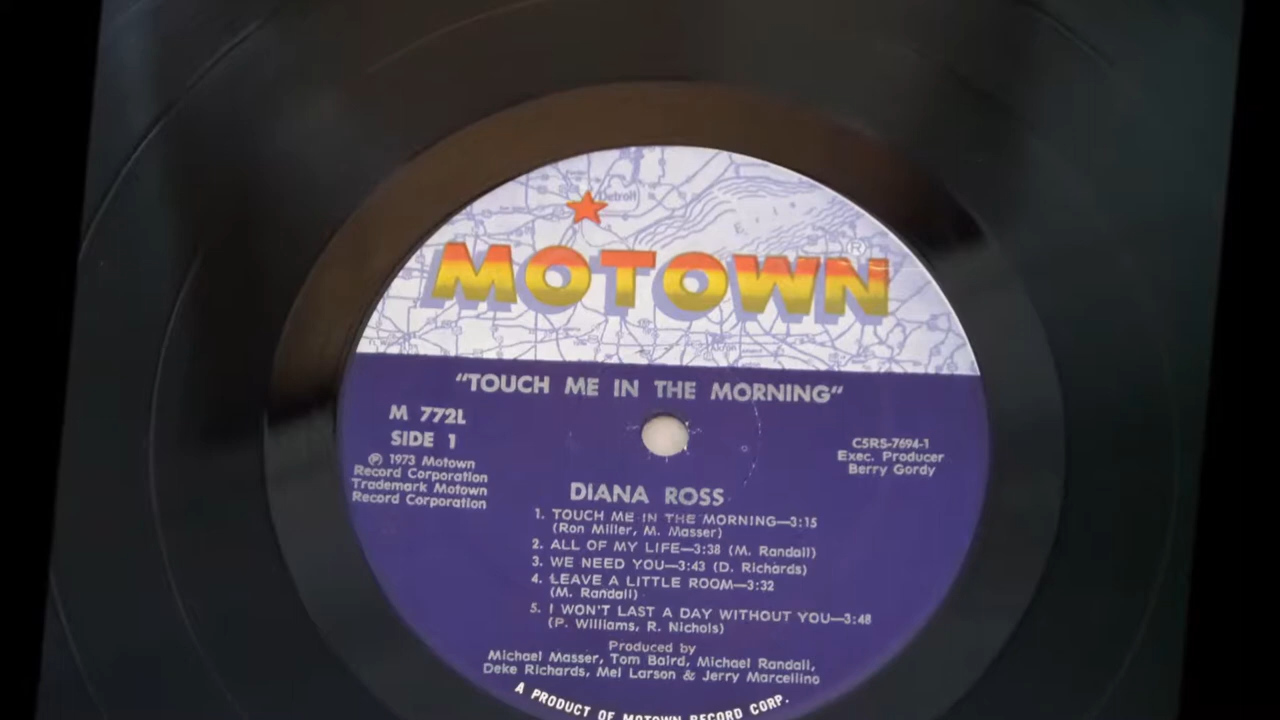 Detroit
ERIE
MOTOWN®
"TOUCH ME IN THE MORNING"
M 772L
SIDE 1
℗ 1973 Motown
Record Corporation
Trademark Motown
Record Corporation
CSRS-7694-1
Exec. Producer
Berry Gordy
DIANA ROSS
1. TOUCH ME IN THE MORNING—3:15
(Ron Miller, M. Masser)
2. ALL OF MY LIFE—3:38 (M. Randall)
3. WE NEED YOU—3:43 (D. Richards)
4. LEAVE A LITTLE ROOM—3:32
(M. Randall)
5. I WON'T LAST A DAY WITHOUT YOU—3:48
(P. Williams, R. Nichols)
Produced by
Michael Masser, Tom Baird, Michael Randall,
Deke Richards, Mel Larson & Jerry Marcellino
A PRODUCT OF MOTOWN RECORD CORP.